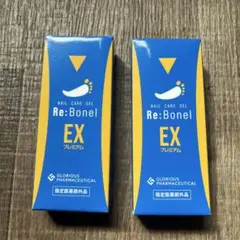 NAIL CARE GEL
Re:Bonel
EX
プレミアム
GLORIOUS
PHARMACEUTICAL
指定医薬部外品
NAIL CARE GEL
Re:Bonel
EX
プレミアム
GLORIOUS
PHARMACEUTICAL
指定医薬部外品